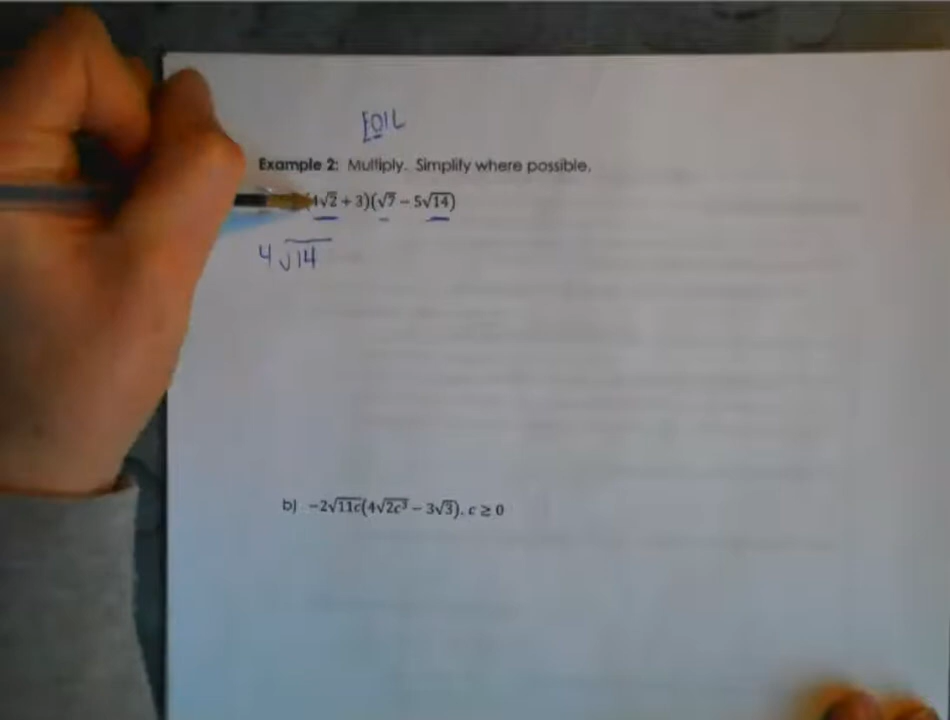 FOIL
Example 2: Multiply. Simplify where possible.
(4√2 + 3)(√7 − 5√14)
4√14
b) −2√11c(4√2c³ − 3√3), c ≥ 0